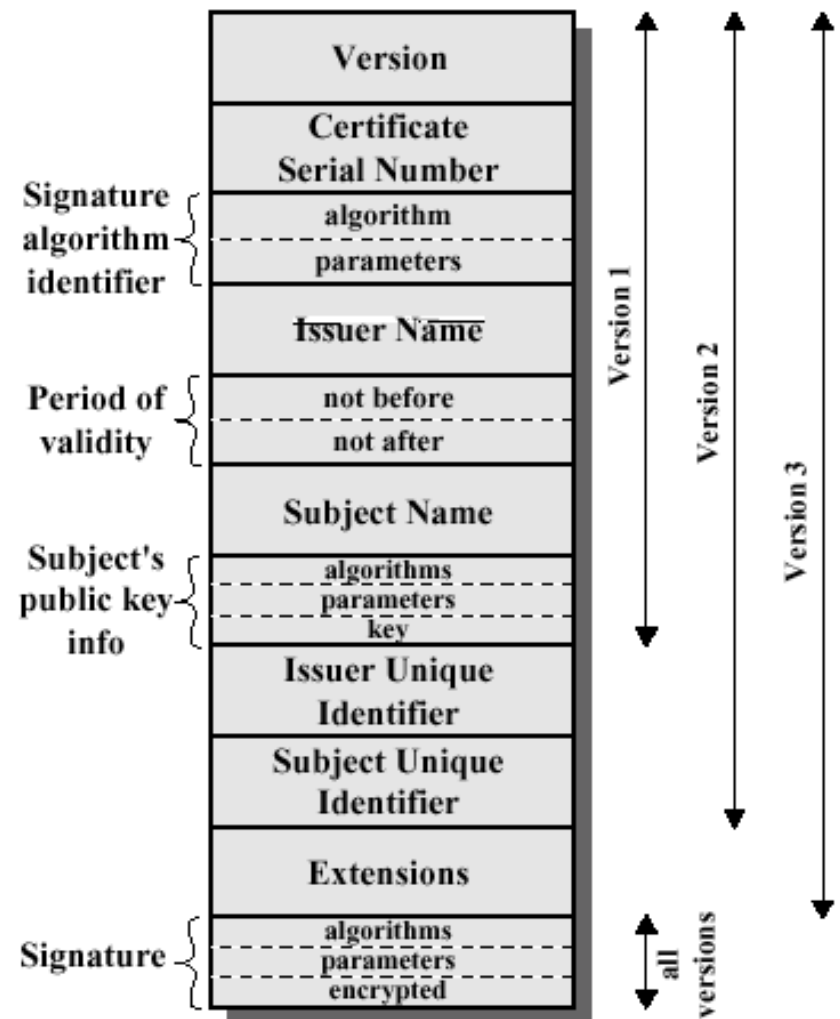 Version
Certificate
Serial Number
Signature
algorithm
identifier
algorithm
parameters
Issuer Name
Period of
validity
not before
not after
Subject Name
Subject's
public key
info
algorithms
parameters
key
Issuer Unique
Identifier
Subject Unique
Identifier
Extensions
Signature
algorithms
parameters
encrypted
Version 1
Version 2
Version 3
all
versions